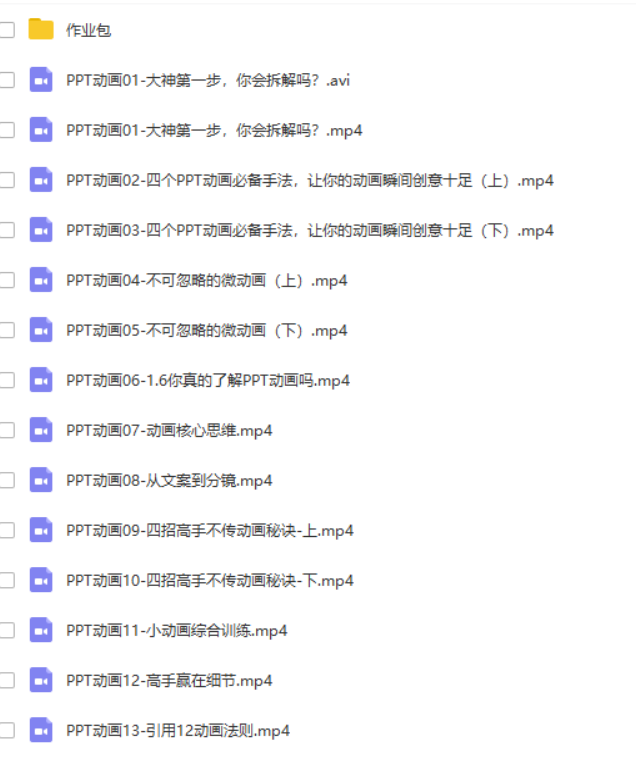 作业包
PPT动画01-大神第一步，你会拆解吗？.avi
PPT动画01-大神第一步，你会拆解吗？.mp4
PPT动画02-四个PPT动画必备手法，让你的动画瞬间创意十足（上）.mp4
PPT动画03-四个PPT动画必备手法，让你的动画瞬间创意十足（下）.mp4
PPT动画04-不可忽略的微动画（上）.mp4
PPT动画05-不可忽略的微动画（下）.mp4
PPT动画06-1.6你真的了解PPT动画吗.mp4
PPT动画07-动画核心思维.mp4
PPT动画08-从文案到分镜.mp4
PPT动画09-四招高手不传动画秘诀-上.mp4
PPT动画10-四招高手不传动画秘诀-下.mp4
PPT动画11-小动画综合训练.mp4
PPT动画12-高手赢在细节.mp4
PPT动画13-引用12动画法则.mp4